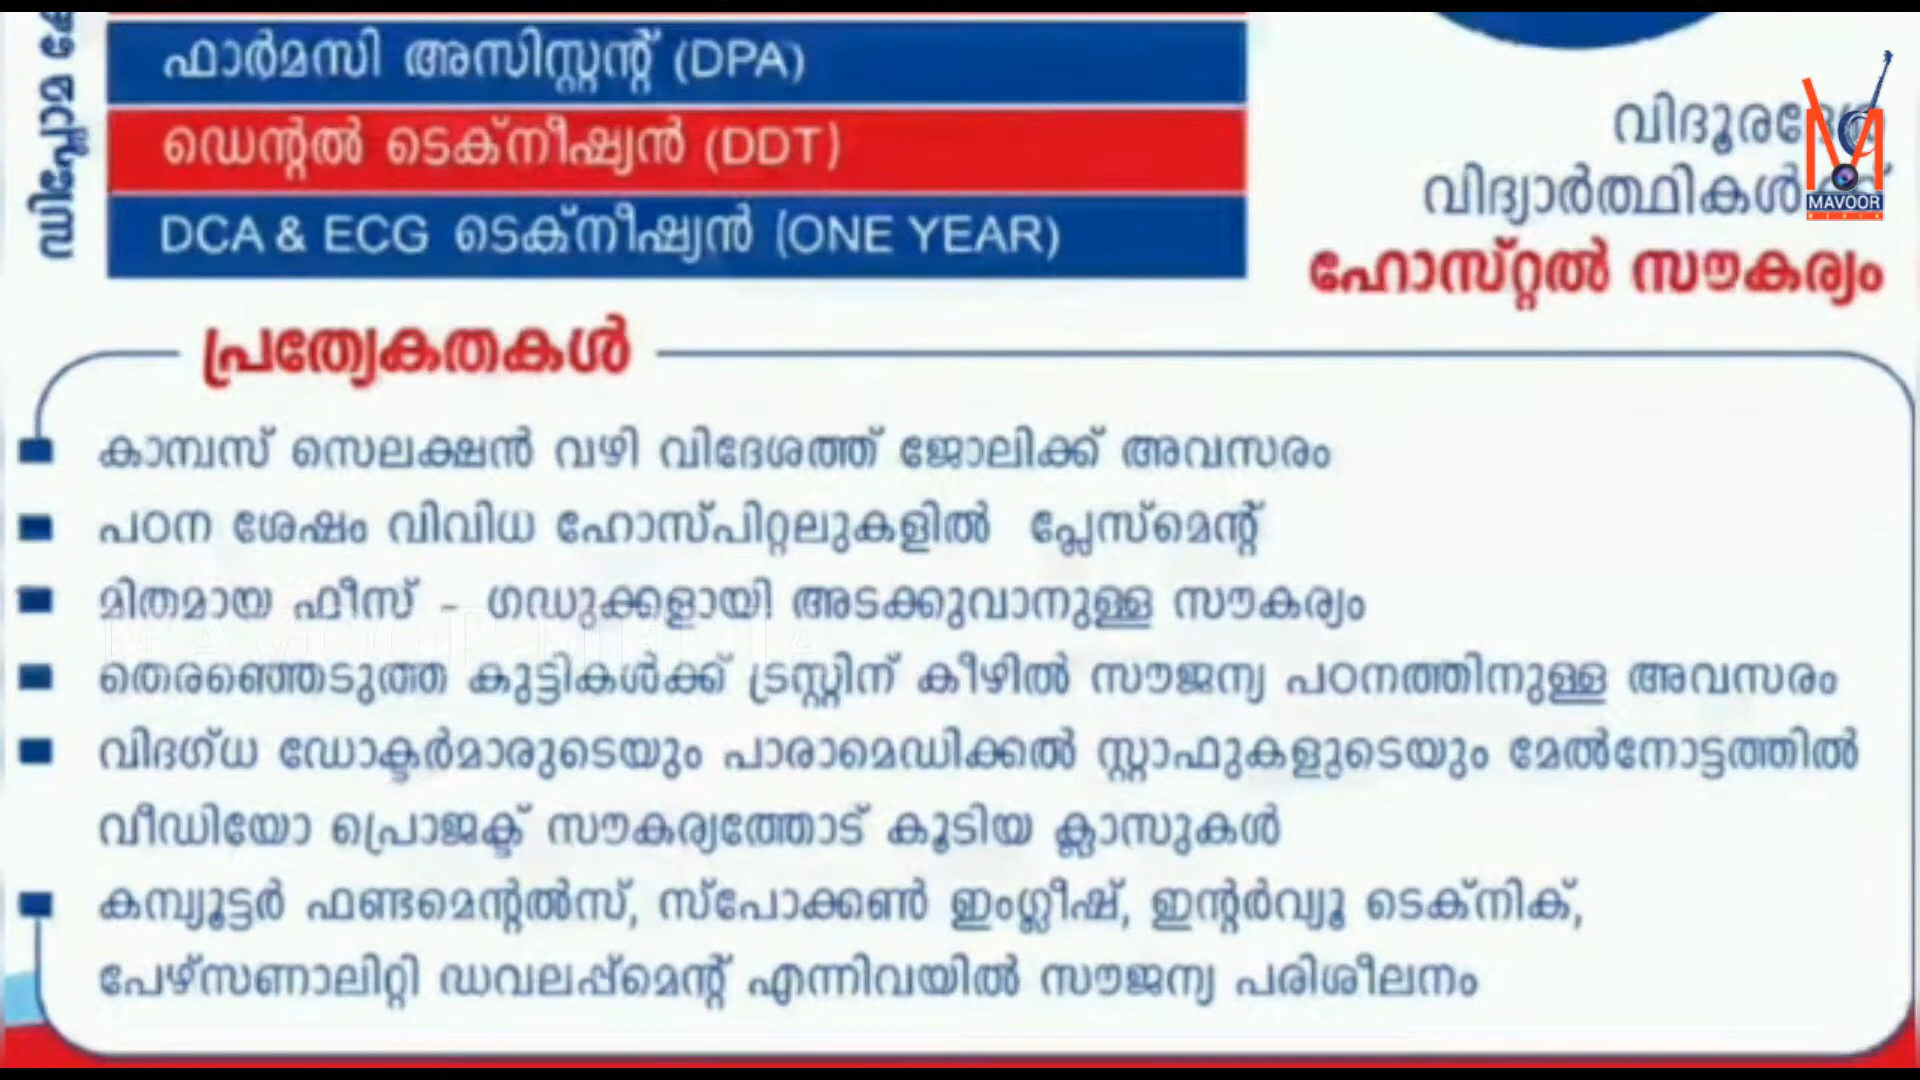 ഡിപ്ലോമ
ഫാർമസി അസിസ്റ്റന്റ് (DPA)
ഡെന്റൽ ടെക്നീഷ്യൻ (DDT)
DCA & ECG ടെക്നീഷ്യൻ (ONE YEAR)
വിദ്യാർത്ഥികൾ
ഹോസ്റ്റൽ സൗകര്യം
MAVOOR
MEDIA
പ്രത്യേകതകൾ
കാമ്പസ് സെലക്ഷൻ വഴി വിദേശത്ത് ജോലിക്ക് അവസരം
പഠന ശേഷം വിവിധ ഹോസ്പിറ്റലുകളിൽ പ്ലേസ്മെന്റ്
മിതമായ ഫീസ് - ഗഡുക്കളായി അടക്കുവാനുള്ള സൗകര്യം
തെരഞ്ഞെടുത്ത കുട്ടികൾക്ക് ട്രസ്റ്റിന് കീഴിൽ സൗജന്യ പഠനത്തിനുള്ള അവസരം
വിദഗ്ധ ഡോക്ടർമാരുടെയും പാരാമെഡിക്കൽ സ്റ്റാഫുകളുടെയും മേൽനോട്ടത്തിൽ
വീഡിയോ പ്രൊജക്ട് സൗകര്യത്തോട് കൂടിയ ക്ലാസുകൾ
കമ്പ്യൂട്ടർ ഫണ്ടമെന്റൽസ്, സ്പോക്കൺ ഇംഗ്ലീഷ്, ഇന്റർവ്യൂ ടെക്നിക്,
പേഴ്സണാലിറ്റി ഡവലപ്പ്മെന്റ് എന്നിവയിൽ സൗജന്യ പരിശീലനം